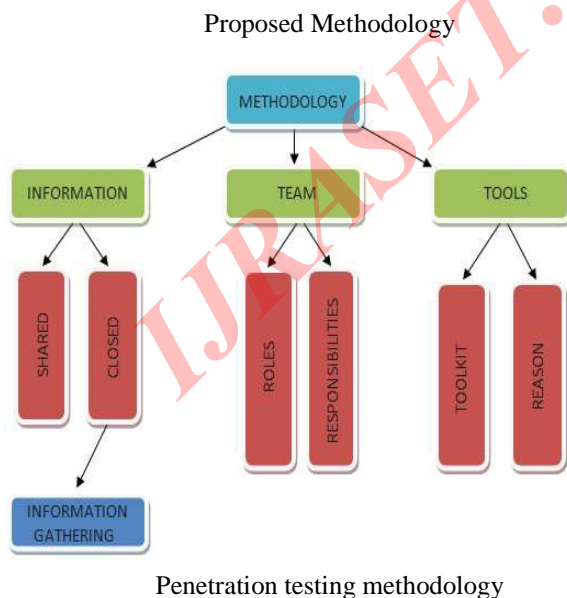 Proposed Methodology
METHODOLOGY
INFORMATION
TEAM
TOOLS
SHARED
CLOSED
ROLES
RESPONSIBILITIES
TOOLKIT
REASON
INFORMATION
GATHERING
Penetration testing methodology
IJRASET.